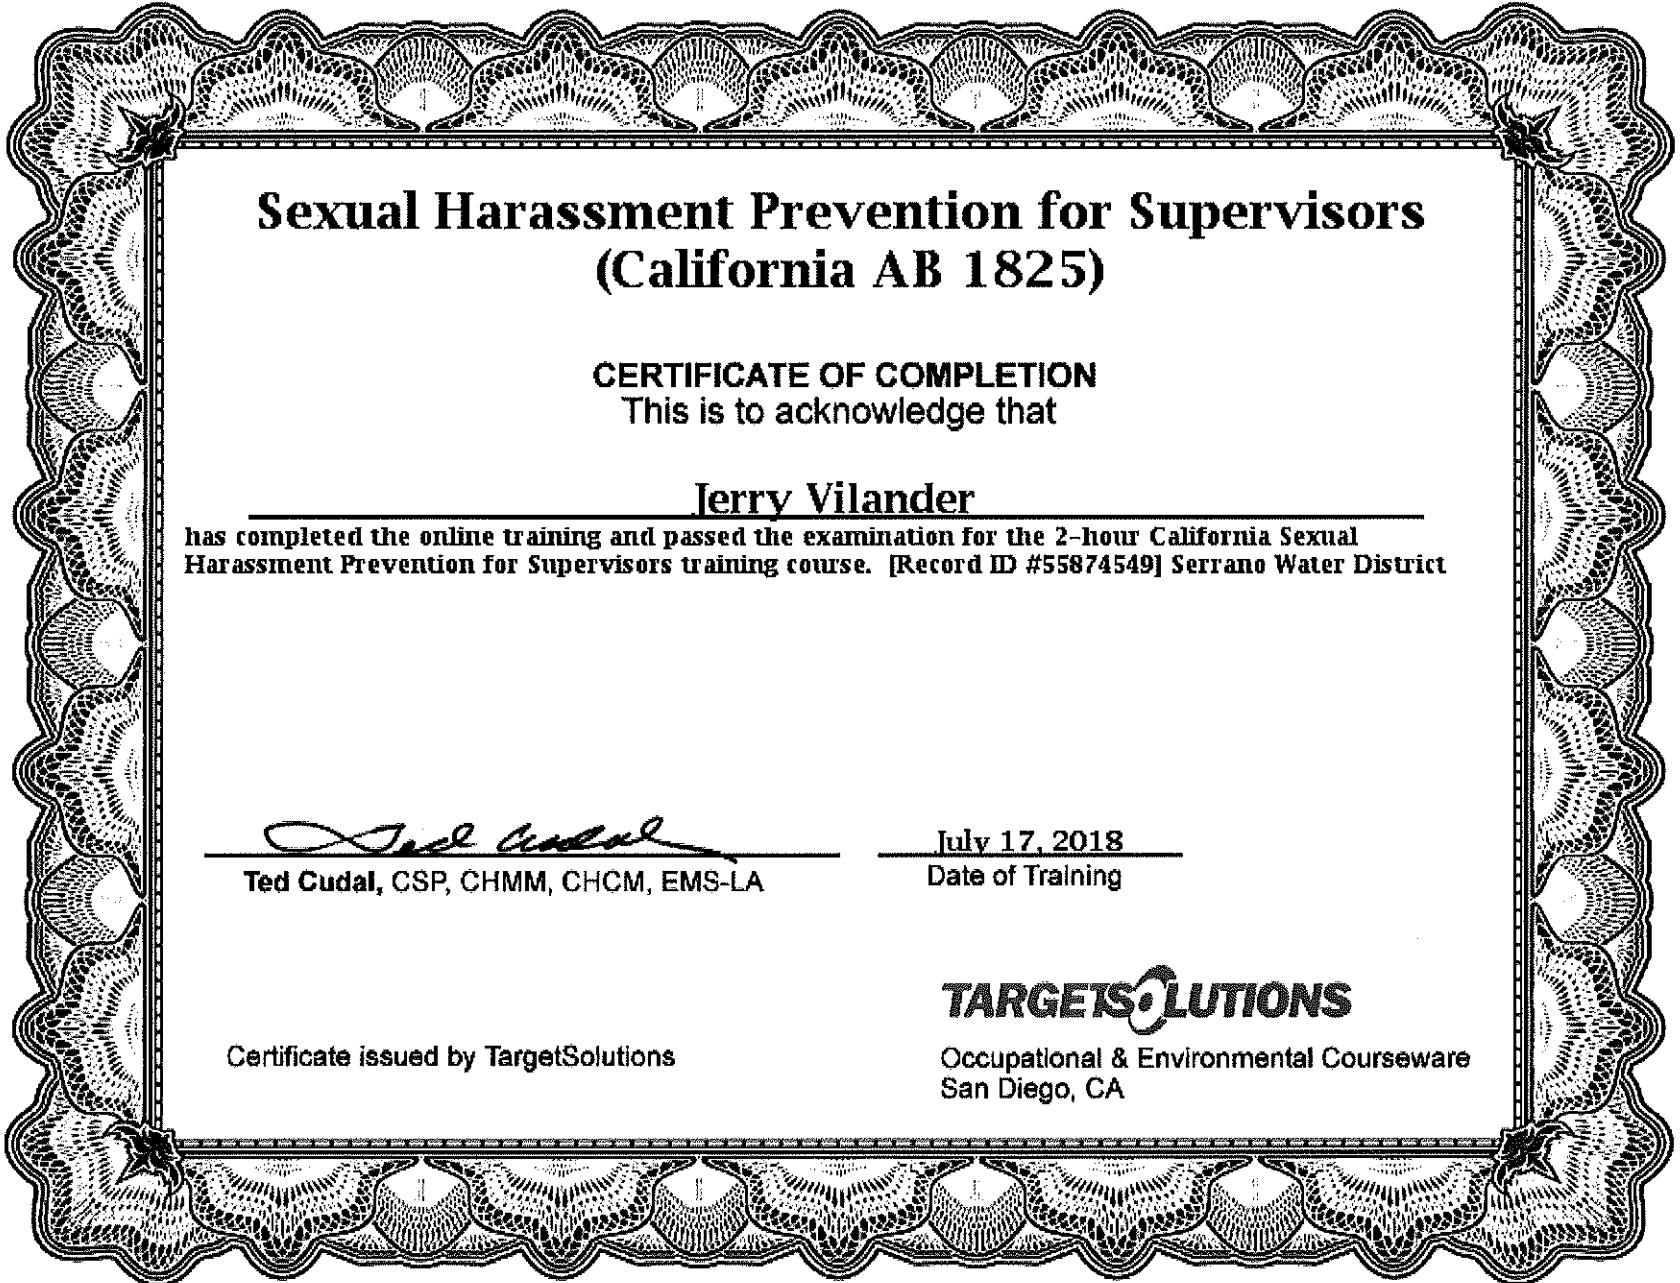 Sexual Harassment Prevention for Supervisors
(California AB 1825)
CERTIFICATE OF COMPLETION
This is to acknowledge that
Jerry Vilander
has completed the online training and passed the examination for the 2-hour California Sexual
Harassment Prevention for Supervisors training course. [Record ID #55874549] Serrano Water District
Ted Cudal
July 17, 2018
Ted Cudal, CSP, CHMM, CHCM, EMS-LA
Date of Training
TARGETSOLUTIONS
Certificate issued by TargetSolutions
Occupational & Environmental Courseware
San Diego, CA